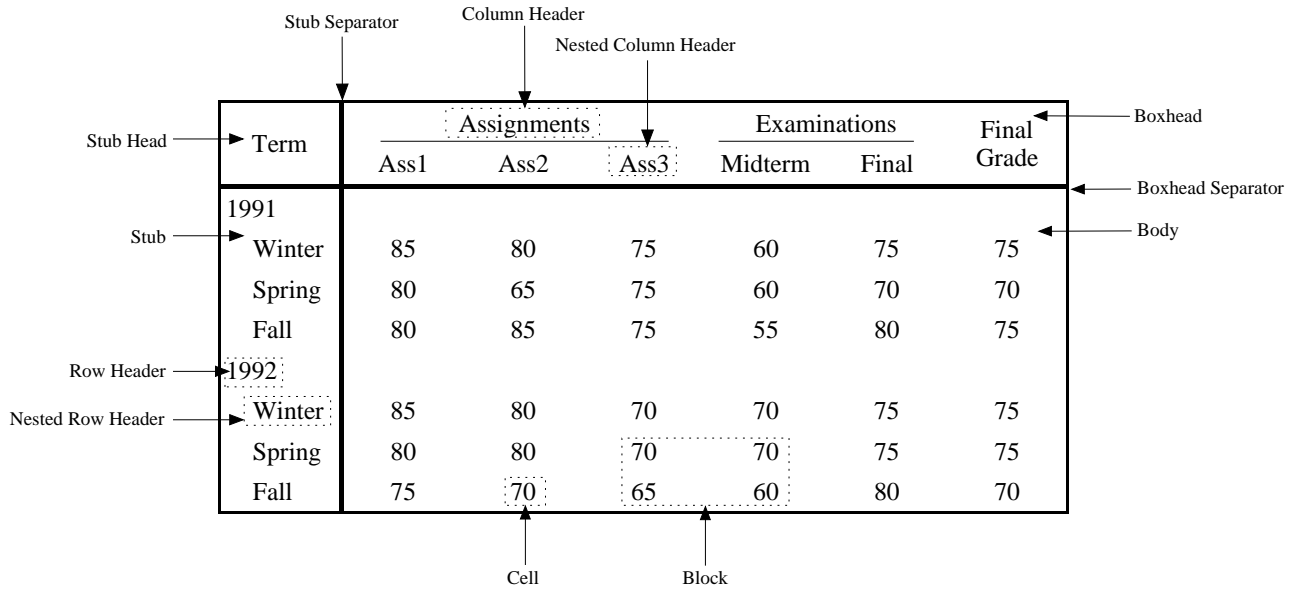 Column Header
Stub Separator
Nested Column Header
Stub Head
Term
Assignments
Examinations
Final
Grade
Boxhead
Ass1 Ass2 Ass3 Midterm Final
Boxhead Separator
1991
Stub
Winter 85 80 75 60 75 75
Body
Spring 80 65 75 60 70 70
Fall 80 85 75 55 80 75
Row Header
1992
Nested Row Header
Winter 85 80 70 70 75 75
Spring 80 80 70 70 75 75
Fall 75 70 65 60 80 70
Cell
Block